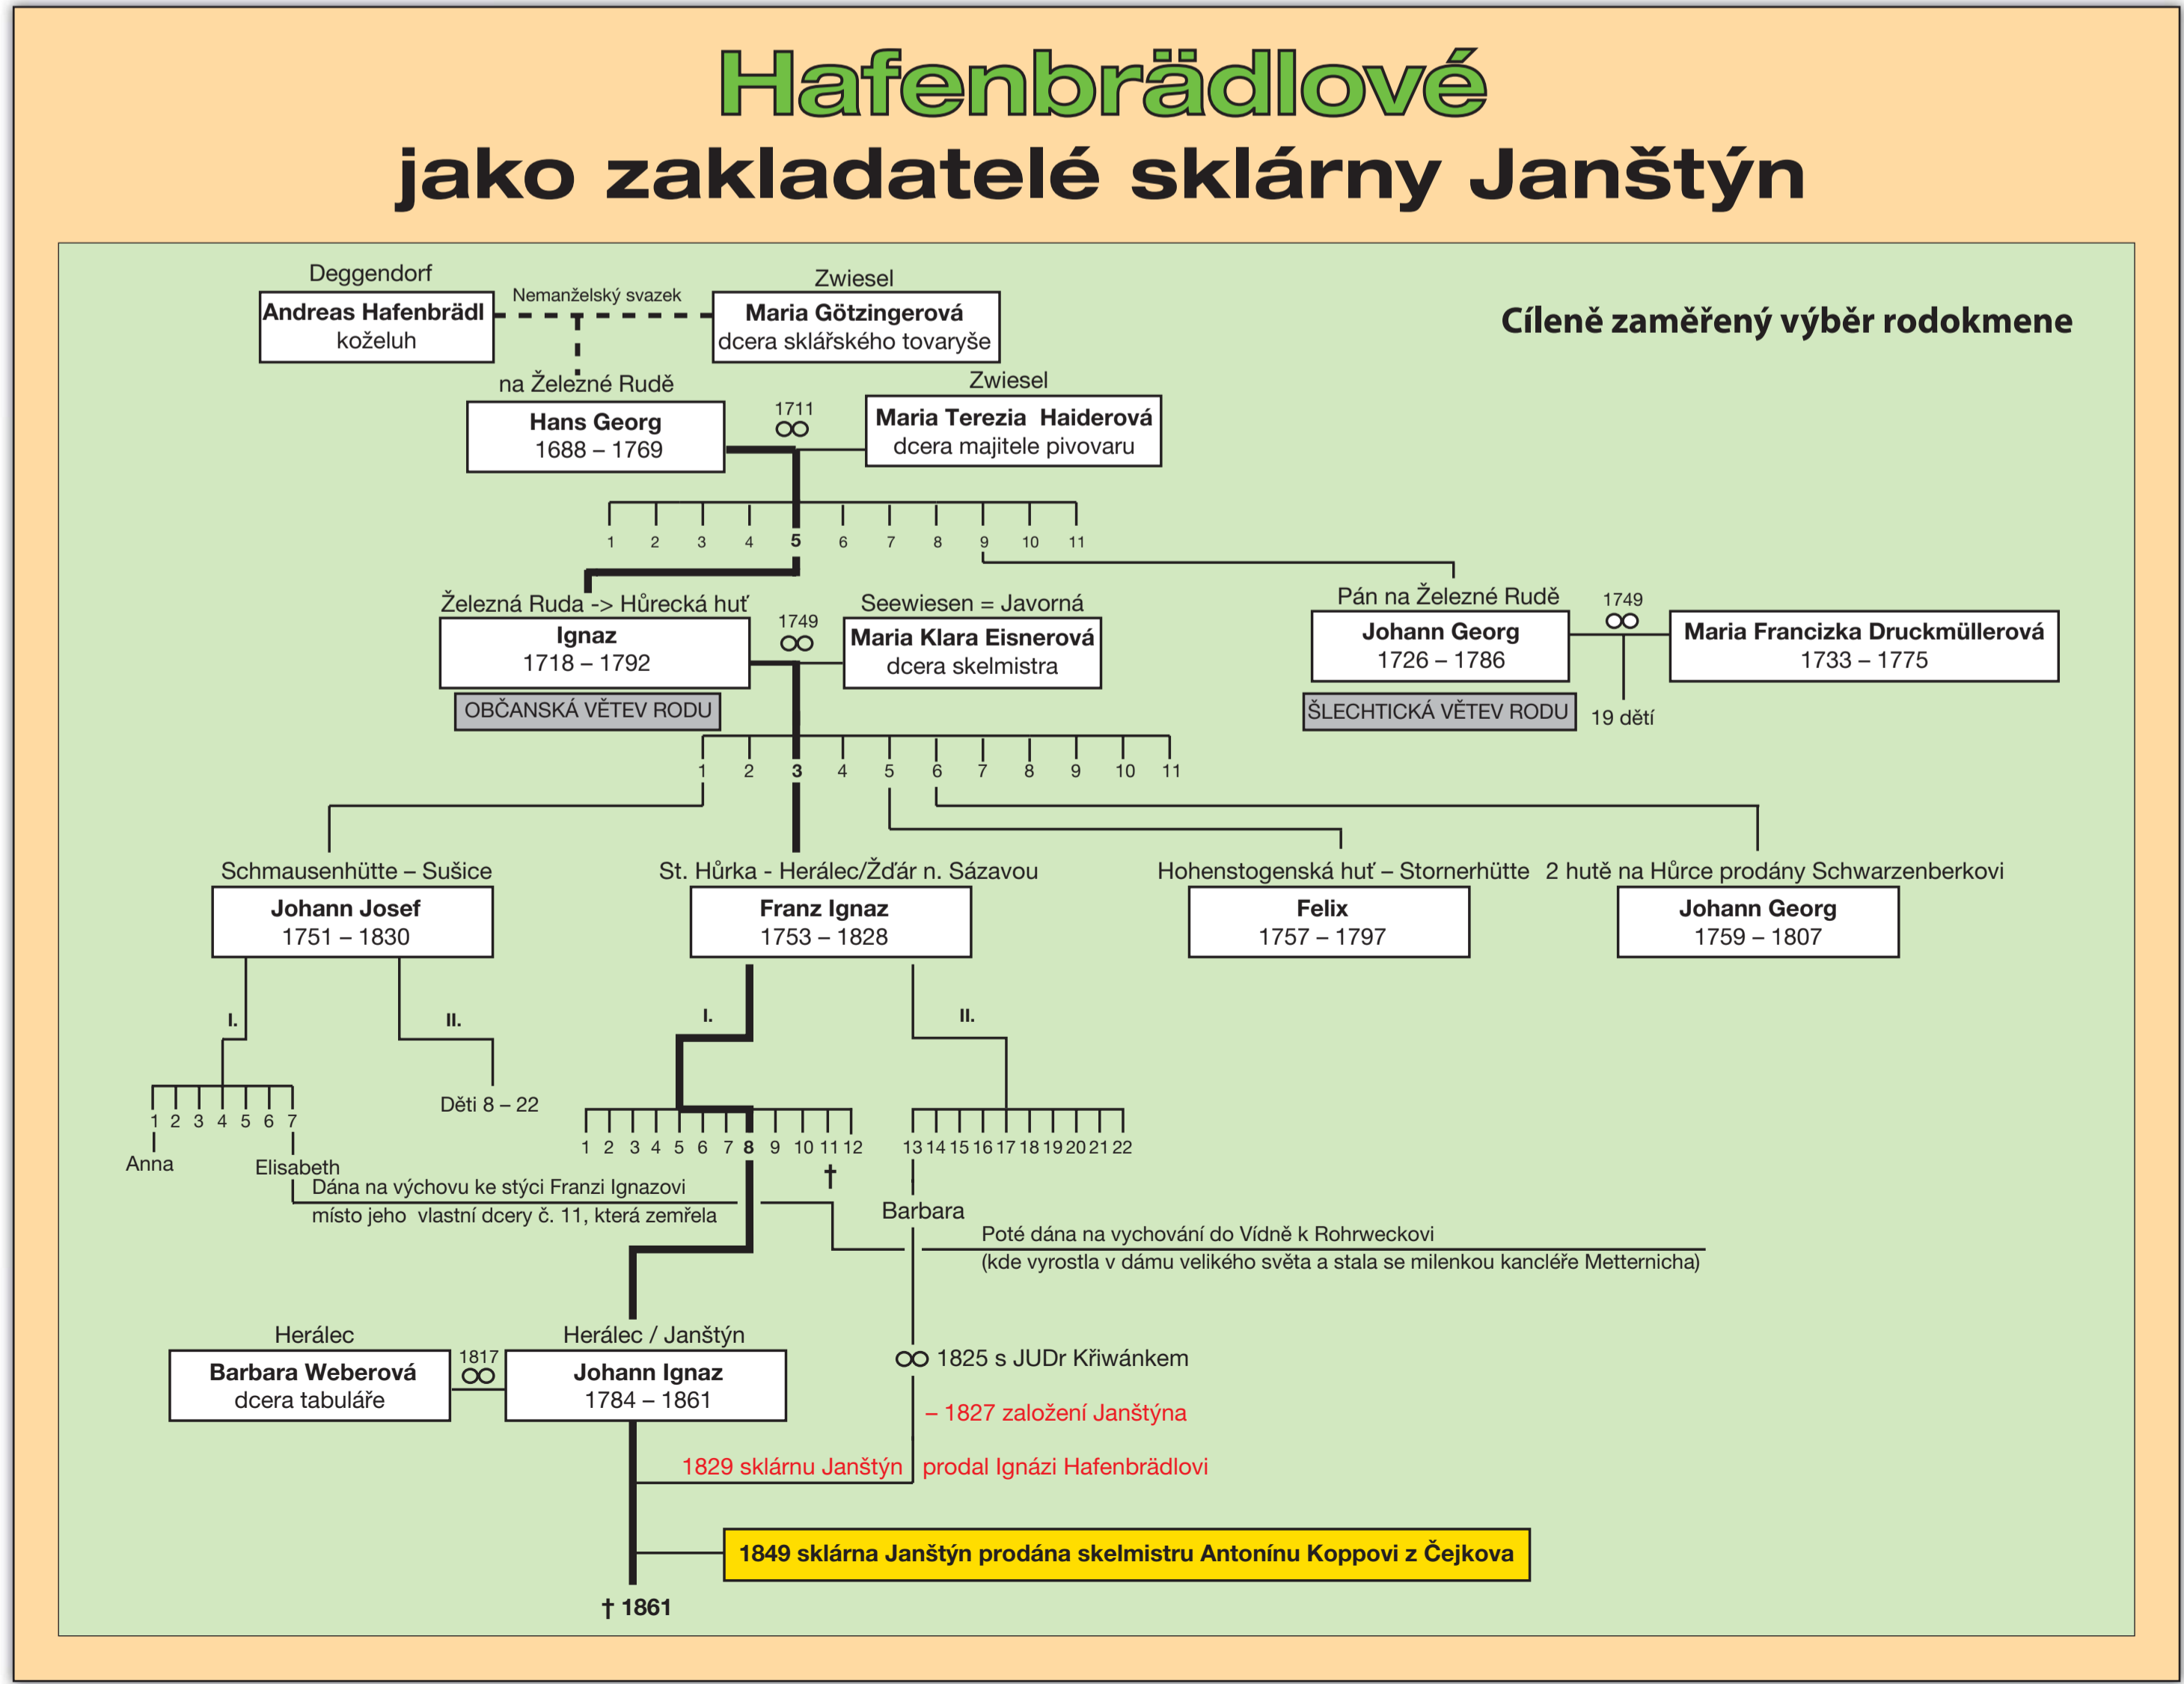 Hafenbrädlové
jako zakladatelé sklárny Janštýn
Cíleně zaměřený výběr rodokmene
Deggendorf
Andreas Hafenbrädl
koželuh
Nemanželský svazek
Zwiesel
Maria Götzingerová
dcera sklářského tovaryše
na Železné Rudě
Hans Georg
1688 – 1769
1711
Zwiesel
Maria Terezia Haiderová
dcera majitele pivovaru
1 2 3 4 5 6 7 8 9 10 11
Železná Ruda -> Hůrecká huť
Ignaz
1718 – 1792
OBČANSKÁ VĚTEV RODU
1749
Seewiesen = Javorná
Maria Klara Eisnerová
dcera skelmistra
Pán na Železné Rudě
Johann Georg
1726 – 1786
ŠLECHTICKÁ VĚTEV RODU
1749
19 dětí
Maria Francizka Druckmüllerová
1733 – 1775
1 2 3 4 5 6 7 8 9 10 11
Schmausenhütte – Sušice
Johann Josef
1751 – 1830
St. Hůrka - Herálec/Žďár n. Sázavou
Franz Ignaz
1753 – 1828
Hohenstogenská huť – Stornerhütte
Felix
1757 – 1797
2 hutě na Hůrce prodány Schwarzenberkovi
Johann Georg
1759 – 1807
I.
II.
I.
II.
1 2 3 4 5 6 7
Děti 8 – 22
1 2 3 4 5 6 7 8 9 10 11 12
13 14 15 16 17 18 19 20 21 22
Anna
Elisabeth
†
Dána na výchovu ke stýci Franzi Ignazovi
místo jeho vlastní dcery č. 11, která zemřela
Barbara
Poté dána na vychování do Vídně k Rohrweckovi
(kde vyrostla v dámu velikého světa a stala se milenkou kancléře Metternicha)
Herálec
Barbara Weberová
dcera tabuláře
1817
Herálec / Janštýn
Johann Ignaz
1784 – 1861
1825 s JUDr Křiwánkem
– 1827 založení Janštýna
1829 sklárnu Janštýn prodal Ignázi Hafenbrädlovi
1849 sklárna Janštýn prodána skelmistru Antonínu Koppovi z Čejkova
† 1861